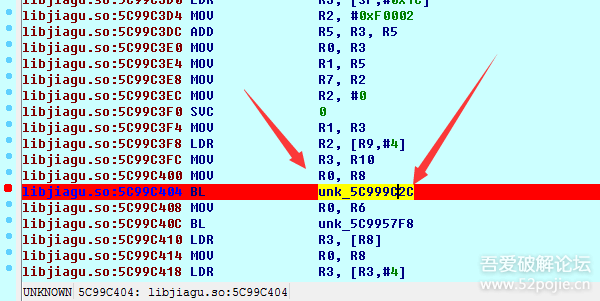 libjiagu.so:5C99C3D0 LDR R3, [SP,#0x1C]
libjiagu.so:5C99C3D4 MOV R2, #0xF0002
libjiagu.so:5C99C3DC ADD R5, R3, R5
libjiagu.so:5C99C3E0 MOV R0, R3
libjiagu.so:5C99C3E4 MOV R1, R5
libjiagu.so:5C99C3E8 MOV R7, R2
libjiagu.so:5C99C3EC MOV R2, #0
libjiagu.so:5C99C3F0 SVC 0
libjiagu.so:5C99C3F4 MOV R1, R3
libjiagu.so:5C99C3F8 LDR R2, [R9,#4]
libjiagu.so:5C99C3FC MOV R3, R10
libjiagu.so:5C99C400 MOV R0, R8
libjiagu.so:5C99C404 BL unk_5C999C2C
libjiagu.so:5C99C408 MOV R0, R6
libjiagu.so:5C99C40C BL unk_5C9957F8
libjiagu.so:5C99C410 LDR R3, [R8]
libjiagu.so:5C99C414 MOV R0, R8
libjiagu.so:5C99C418 LDR R3, [R3,#4]
UNKNOWN 5C99C404: libjiagu.so:5C99C404
吾爱破解论坛
www.52pojie.cn